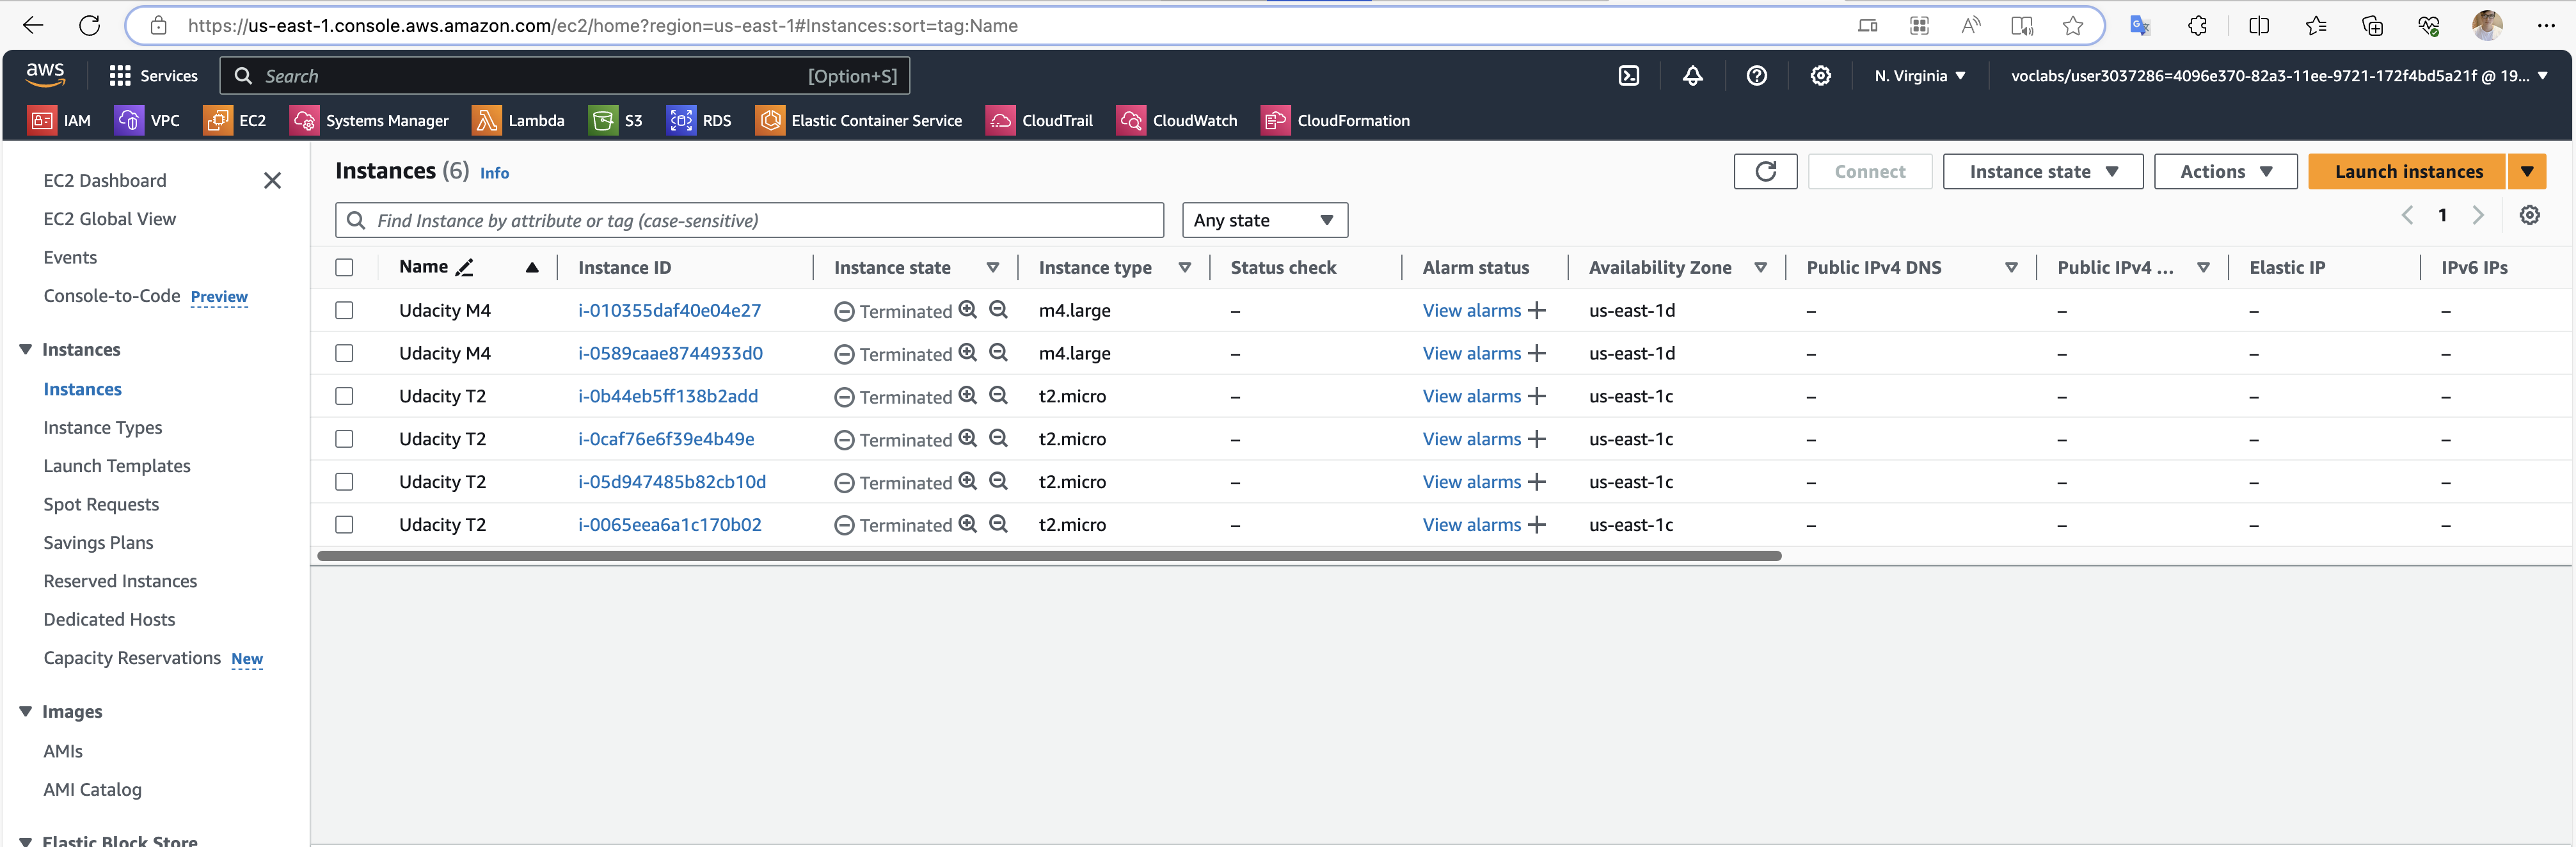 https://us-east-1.console.aws.amazon.com/ec2/home?region=us-east-1#Instances:sort=tag:Name
aws Services Search [Option+S] N. Virginia voclabs/user3037286=4096e370-82a3-11ee-9721-172f4bd5a21f @ 19...
IAM VPC EC2 Systems Manager Lambda S3 RDS Elastic Container Service CloudTrail CloudWatch CloudFormation
EC2 Dashboard
EC2 Global View
Events
Console-to-Code Preview
Instances
Instances
Instance Types
Launch Templates
Spot Requests
Savings Plans
Reserved Instances
Dedicated Hosts
Capacity Reservations New
Images
AMIs
AMI Catalog
Elastic Block Store
Instances (6) Info Connect Instance state Actions Launch instances
Find Instance by attribute or tag (case-sensitive) Any state 1
Name Instance ID Instance state Instance type Status check Alarm status Availability Zone Public IPv4 DNS Public IPv4 ... Elastic IP IPv6 IPs
Udacity M4 i-010355daf40e04e27 Terminated m4.large – View alarms us-east-1d – – – –
Udacity M4 i-0589caae8744933d0 Terminated m4.large – View alarms us-east-1d – – – –
Udacity T2 i-0b44eb5ff138b2add Terminated t2.micro – View alarms us-east-1c – – – –
Udacity T2 i-0caf76e6f39e4b49e Terminated t2.micro – View alarms us-east-1c – – – –
Udacity T2 i-05d947485b82cb10d Terminated t2.micro – View alarms us-east-1c – – – –
Udacity T2 i-0065eea6a1c170b02 Terminated t2.micro – View alarms us-east-1c – – – –